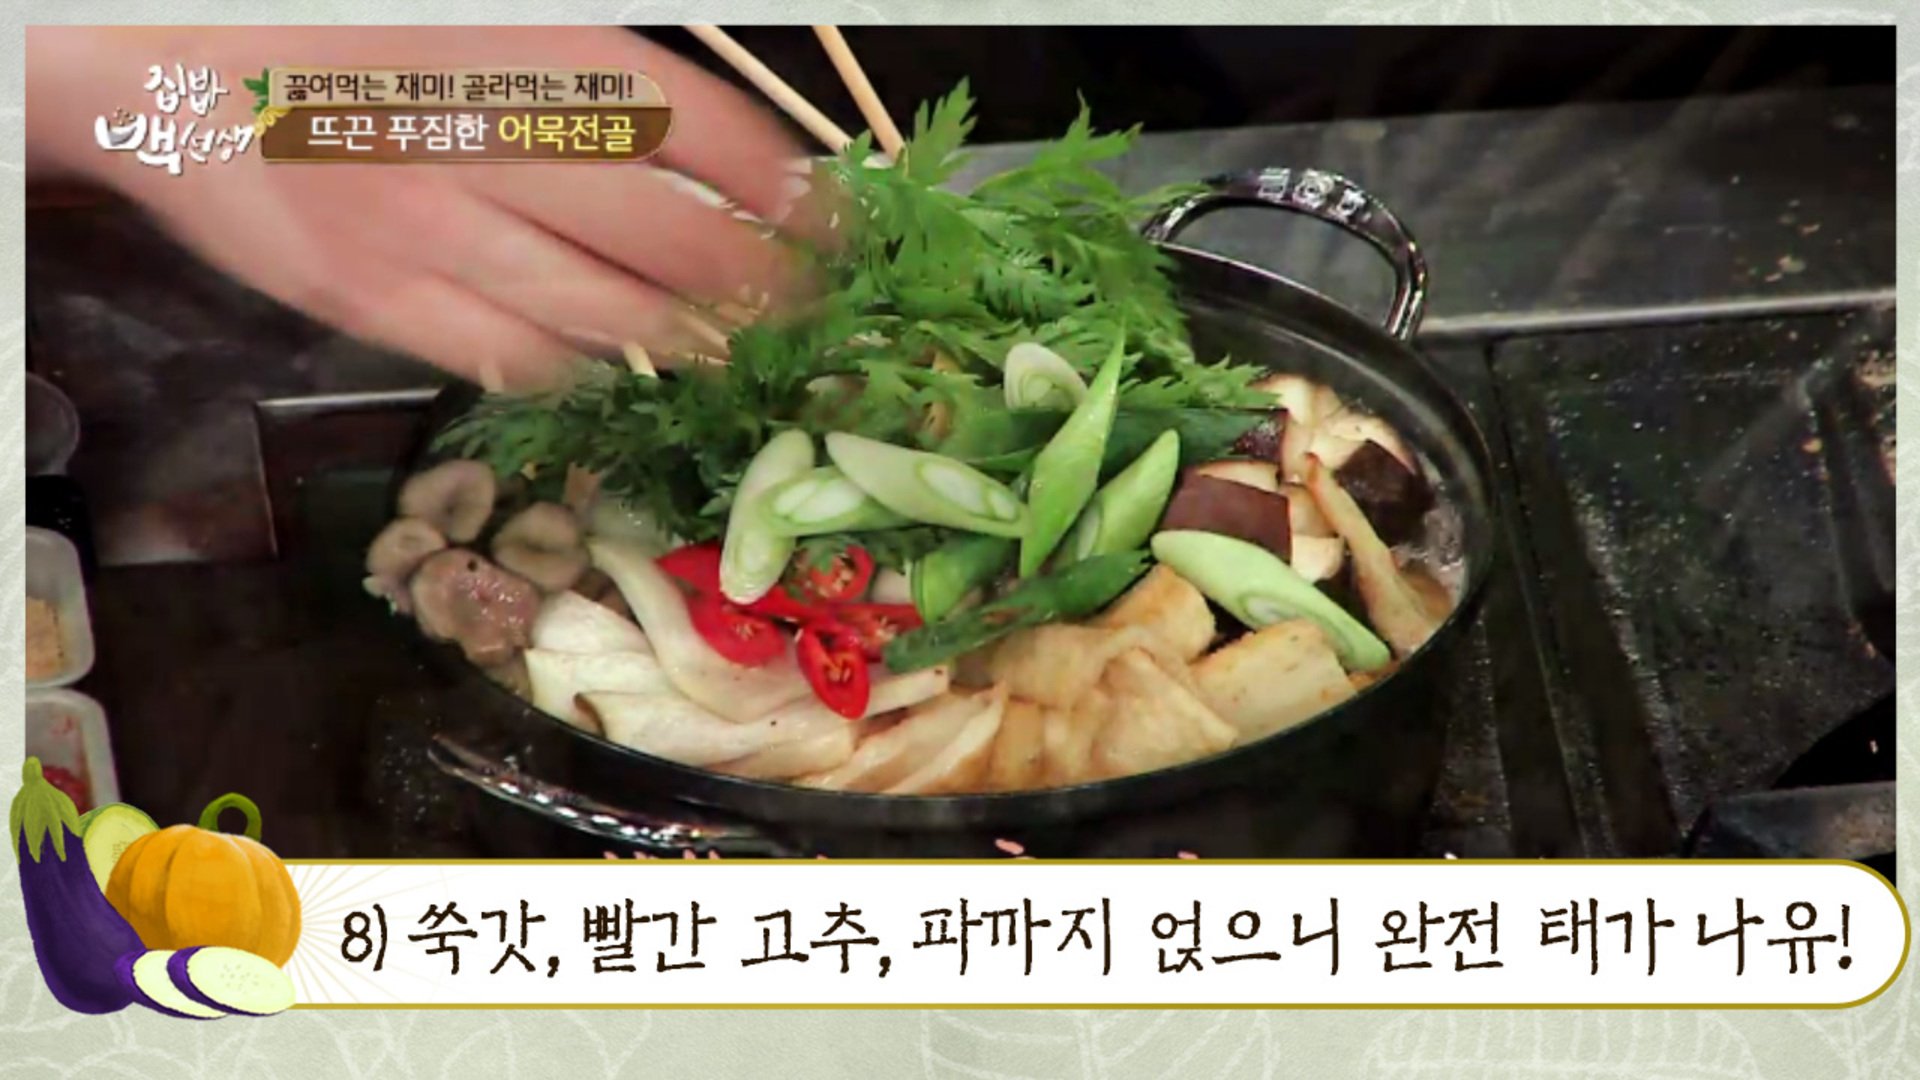 집밥
백선생
끓여먹는 재미! 골라먹는 재미!
뜨끈 푸짐한 어묵전골
8) 쑥갓, 빨간 고추, 파까지 얹으니 완전 태가 나유!